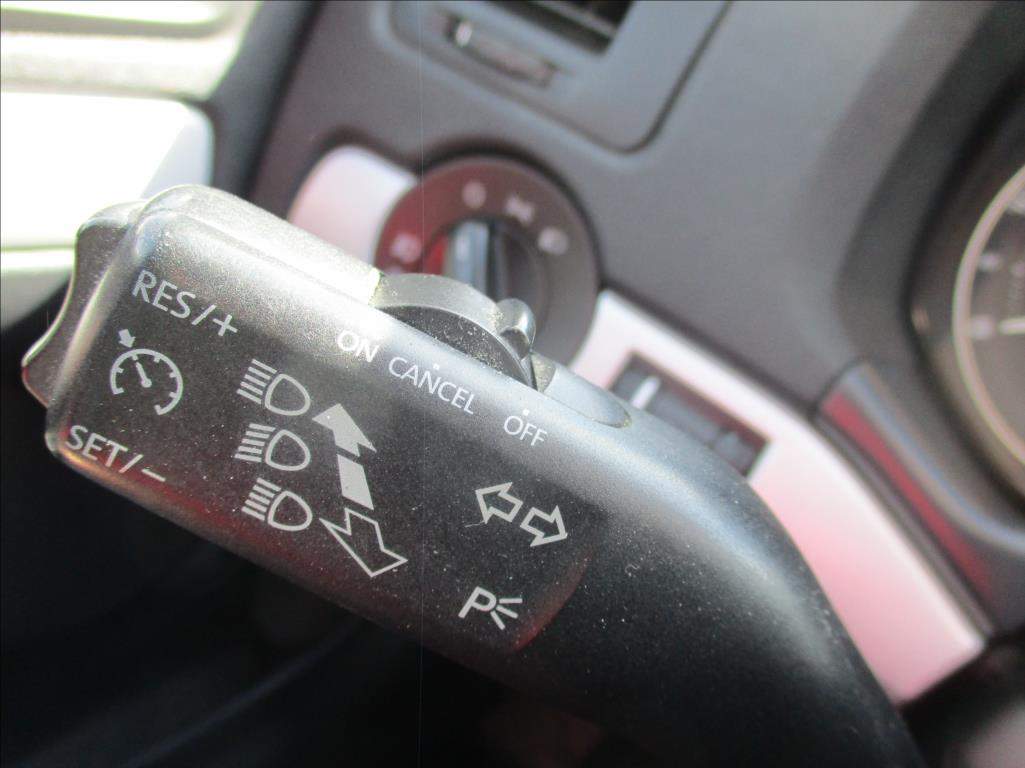 RES/+
ON CANCEL OFF
SET/-
P